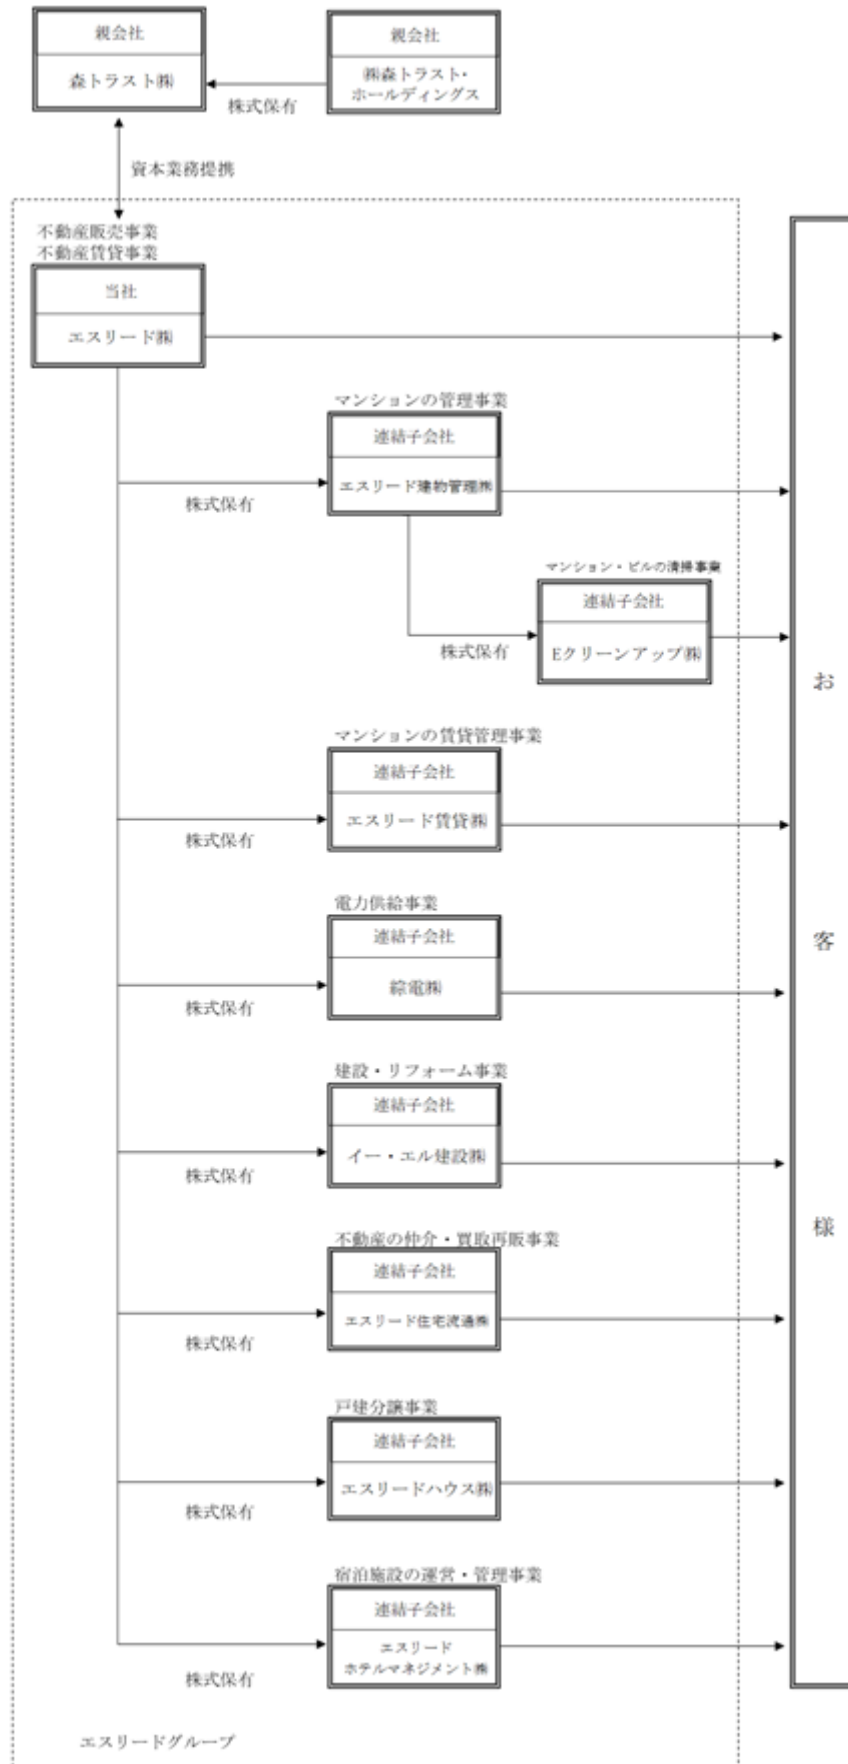 親会社
森トラスト㈱
親会社
㈱森トラスト・
ホールディングス
株式保有
資本業務提携
不動産販売事業
不動産賃貸事業
当社
エスリード㈱
マンションの管理事業
連結子会社
エスリード建物管理㈱
株式保有
マンション・ビルの清掃事業
連結子会社
Eクリーンアップ㈱
株式保有
マンションの賃貸管理事業
連結子会社
エスリード賃貸㈱
株式保有
電力供給事業
連結子会社
綜電㈱
株式保有
建設・リフォーム事業
連結子会社
イー・エル建設㈱
株式保有
不動産の仲介・買取再販事業
連結子会社
エスリード住宅流通㈱
株式保有
戸建分譲事業
連結子会社
エスリードハウス㈱
株式保有
宿泊施設の運営・管理事業
連結子会社
エスリード
ホテルマネジメント㈱
株式保有
エスリードグループ
お
客
様